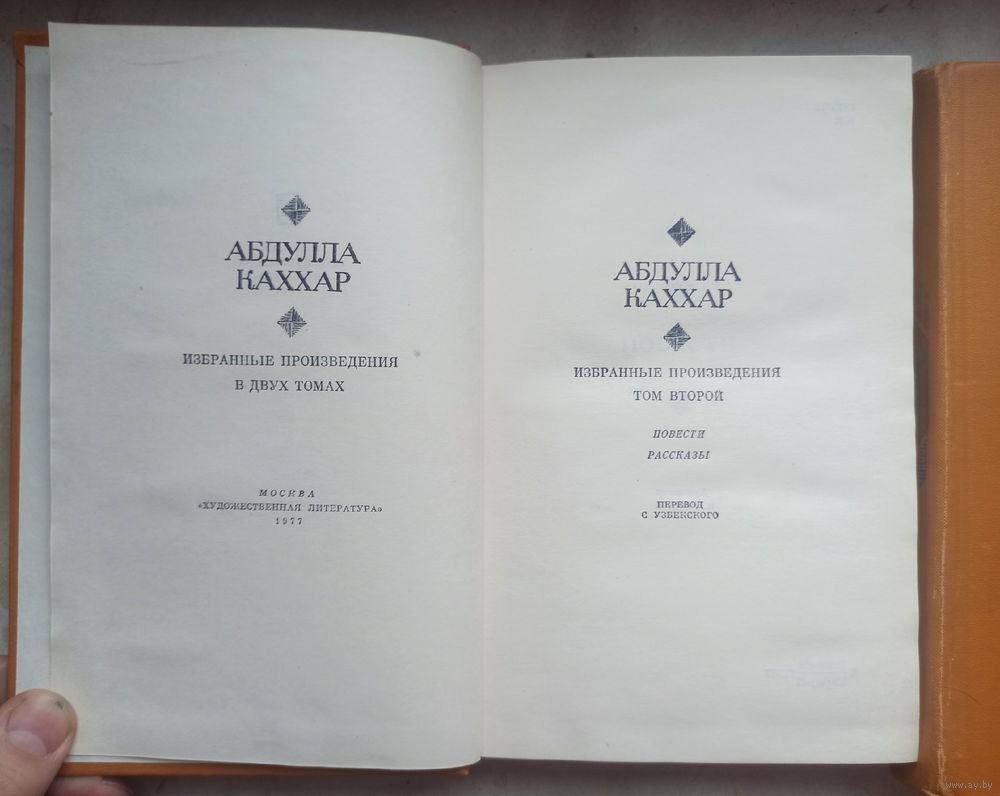 АБДУЛЛА
КАХХАР
ИЗБРАННЫЕ ПРОИЗВЕДЕНИЯ
В ДВУХ ТОМАХ
МОСКВА
«ХУДОЖЕСТВЕННАЯ ЛИТЕРАТУРА»
1977
АБДУЛЛА
КАХХАР
ИЗБРАННЫЕ ПРОИЗВЕДЕНИЯ
ТОМ ВТОРОЙ
ПОВЕСТИ
РАССКАЗЫ
ПЕРЕВОД
С УЗБЕКСКОГО
www.ay.by